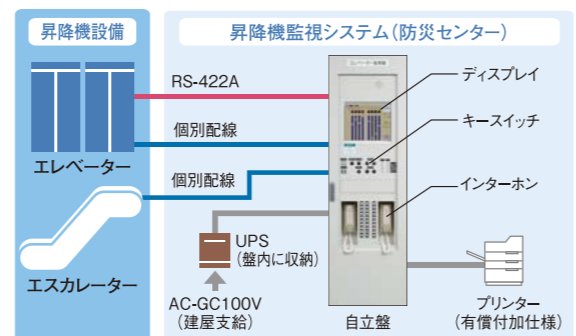 昇降機設備
昇降機監視システム(防災センター)
RS-422A
ディスプレイ
個別配線
キースイッチ
エレベーター
個別配線
インターホン
UPS
(盤内に収納)
エスカレーター
AC-GC100V
(建屋支給)
自立盤
プリンター
(有償付加仕様)